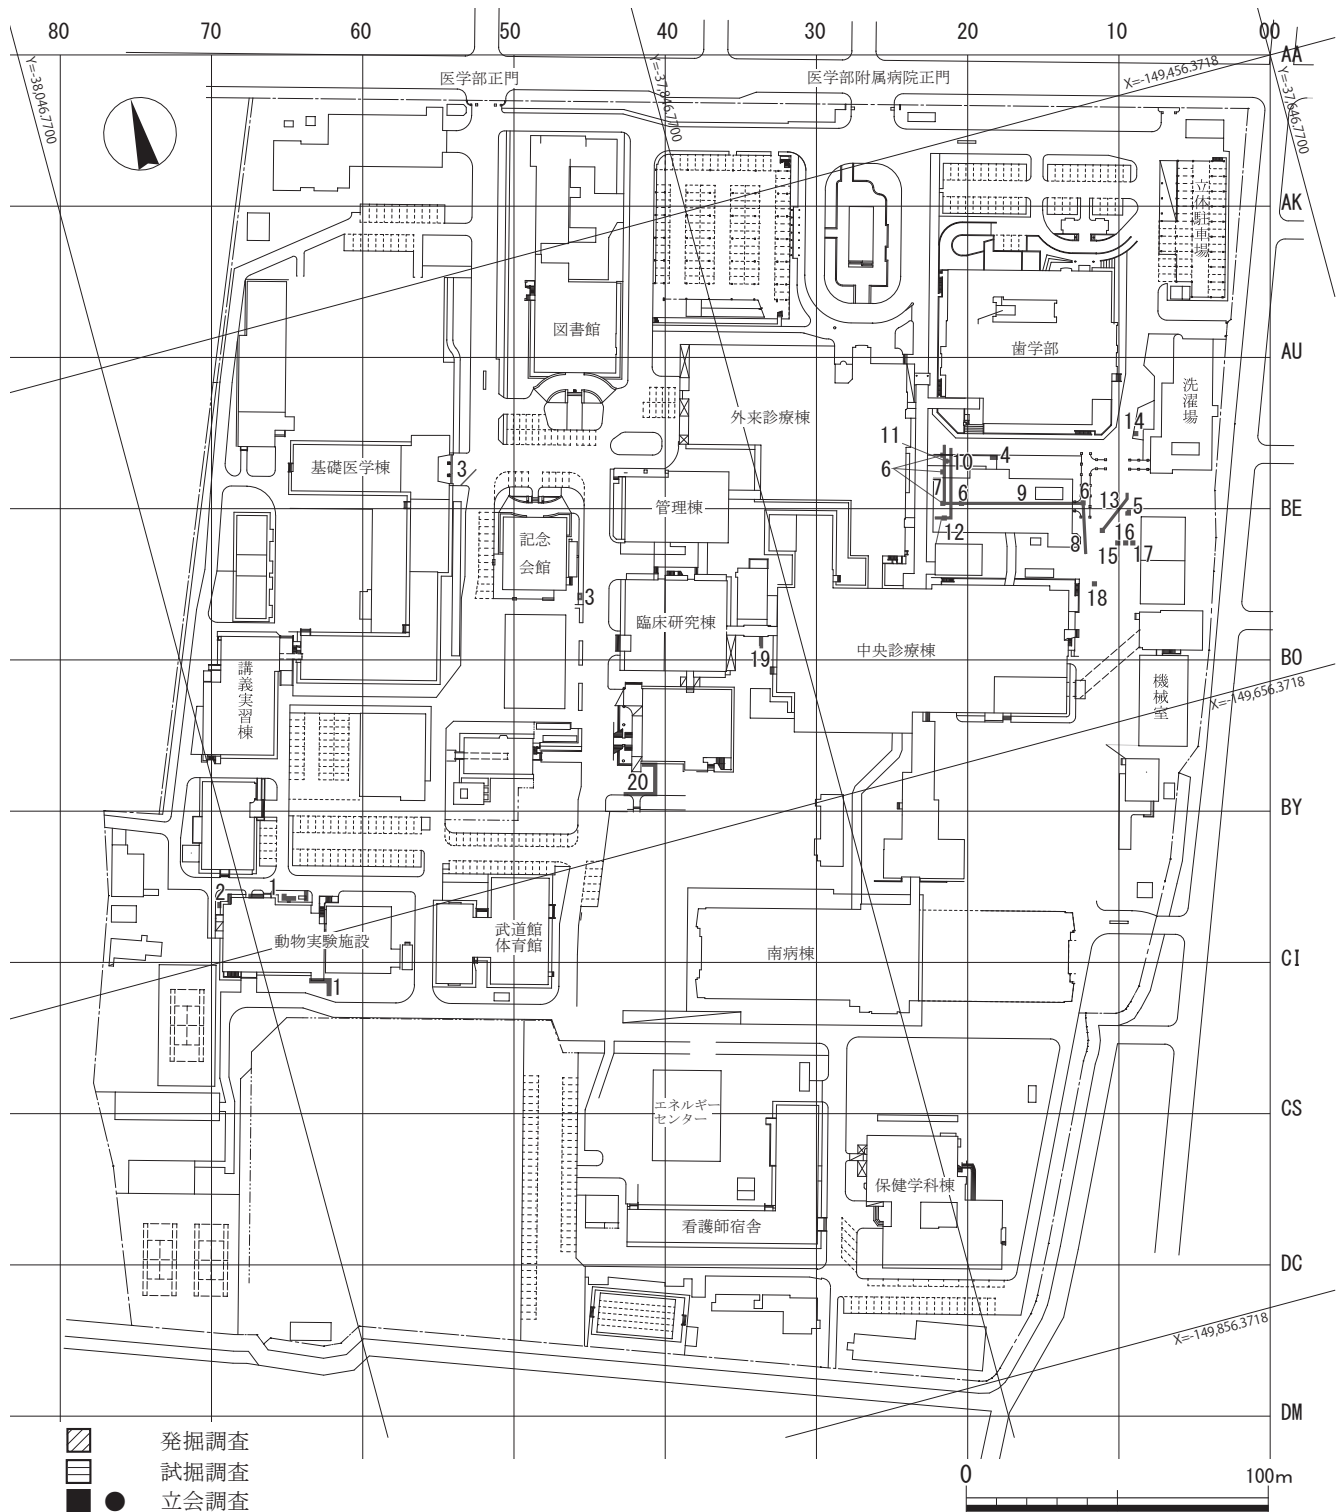 80 70 60 50 40 30 20 10 00
AA
医学部正門 医学部附属病院正門
Y=-38,046.7700
Y=-37,846.7700
X=-149,456.3718
Y=-37,646.7700
立体駐車場
AK
図書館
歯学部
AU
洗濯場
外来診療棟
14
11
基礎医学棟
3
6 10 4
7 6 9 6 13
管理棟
5
BE
記念
会館
12
8 16
15 17
3
18
臨床研究棟
19
中央診療棟
BO
講義実習棟
機械室
X=-149,656.3718
20
BY
2 1
動物実験施設
武道館
体育館
南病棟
CI
1
エネルギー
センター
CS
保健学科棟
看護師宿舎
DC
X=-149,856.3718
DM
発掘調査
試掘調査
立会調査
0 100m